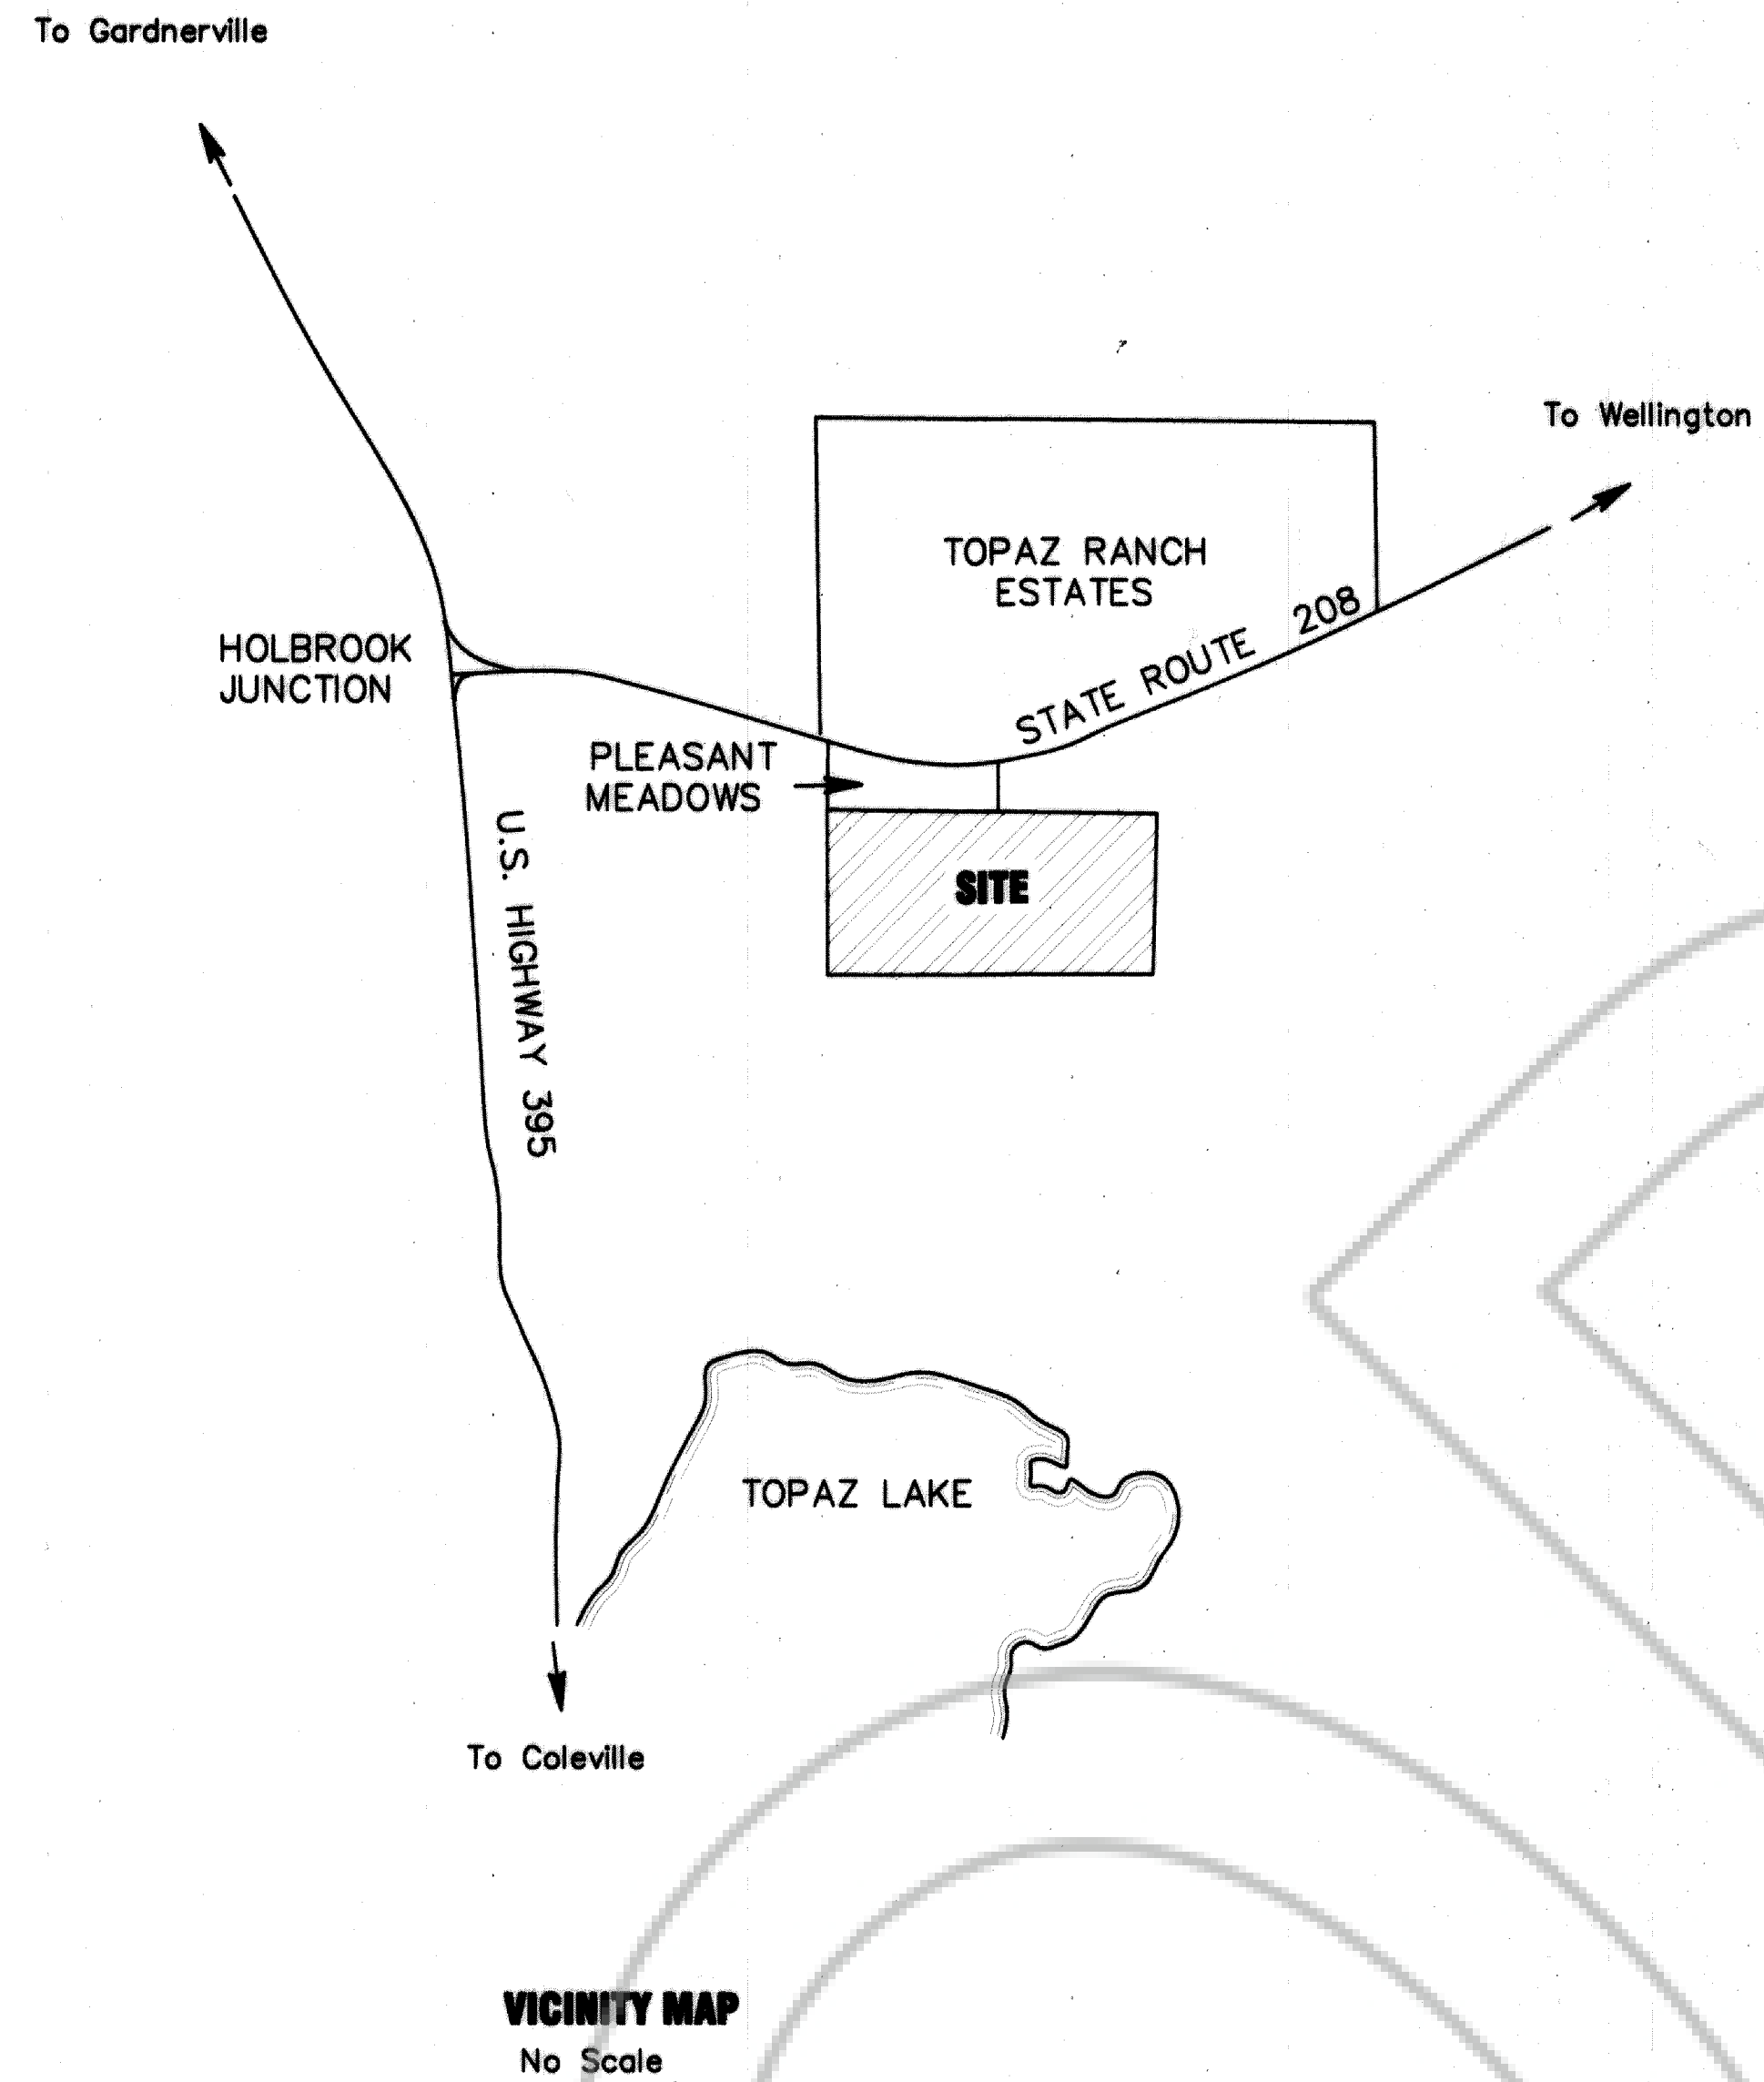 To Gardnerville
To Wellington
TOPAZ RANCH
ESTATES
STATE ROUTE 208
HOLBROOK
JUNCTION
PLEASANT
MEADOWS
SITE
U.S. HIGHWAY 395
TOPAZ LAKE
To Coleville
VICINITY MAP
No Scale